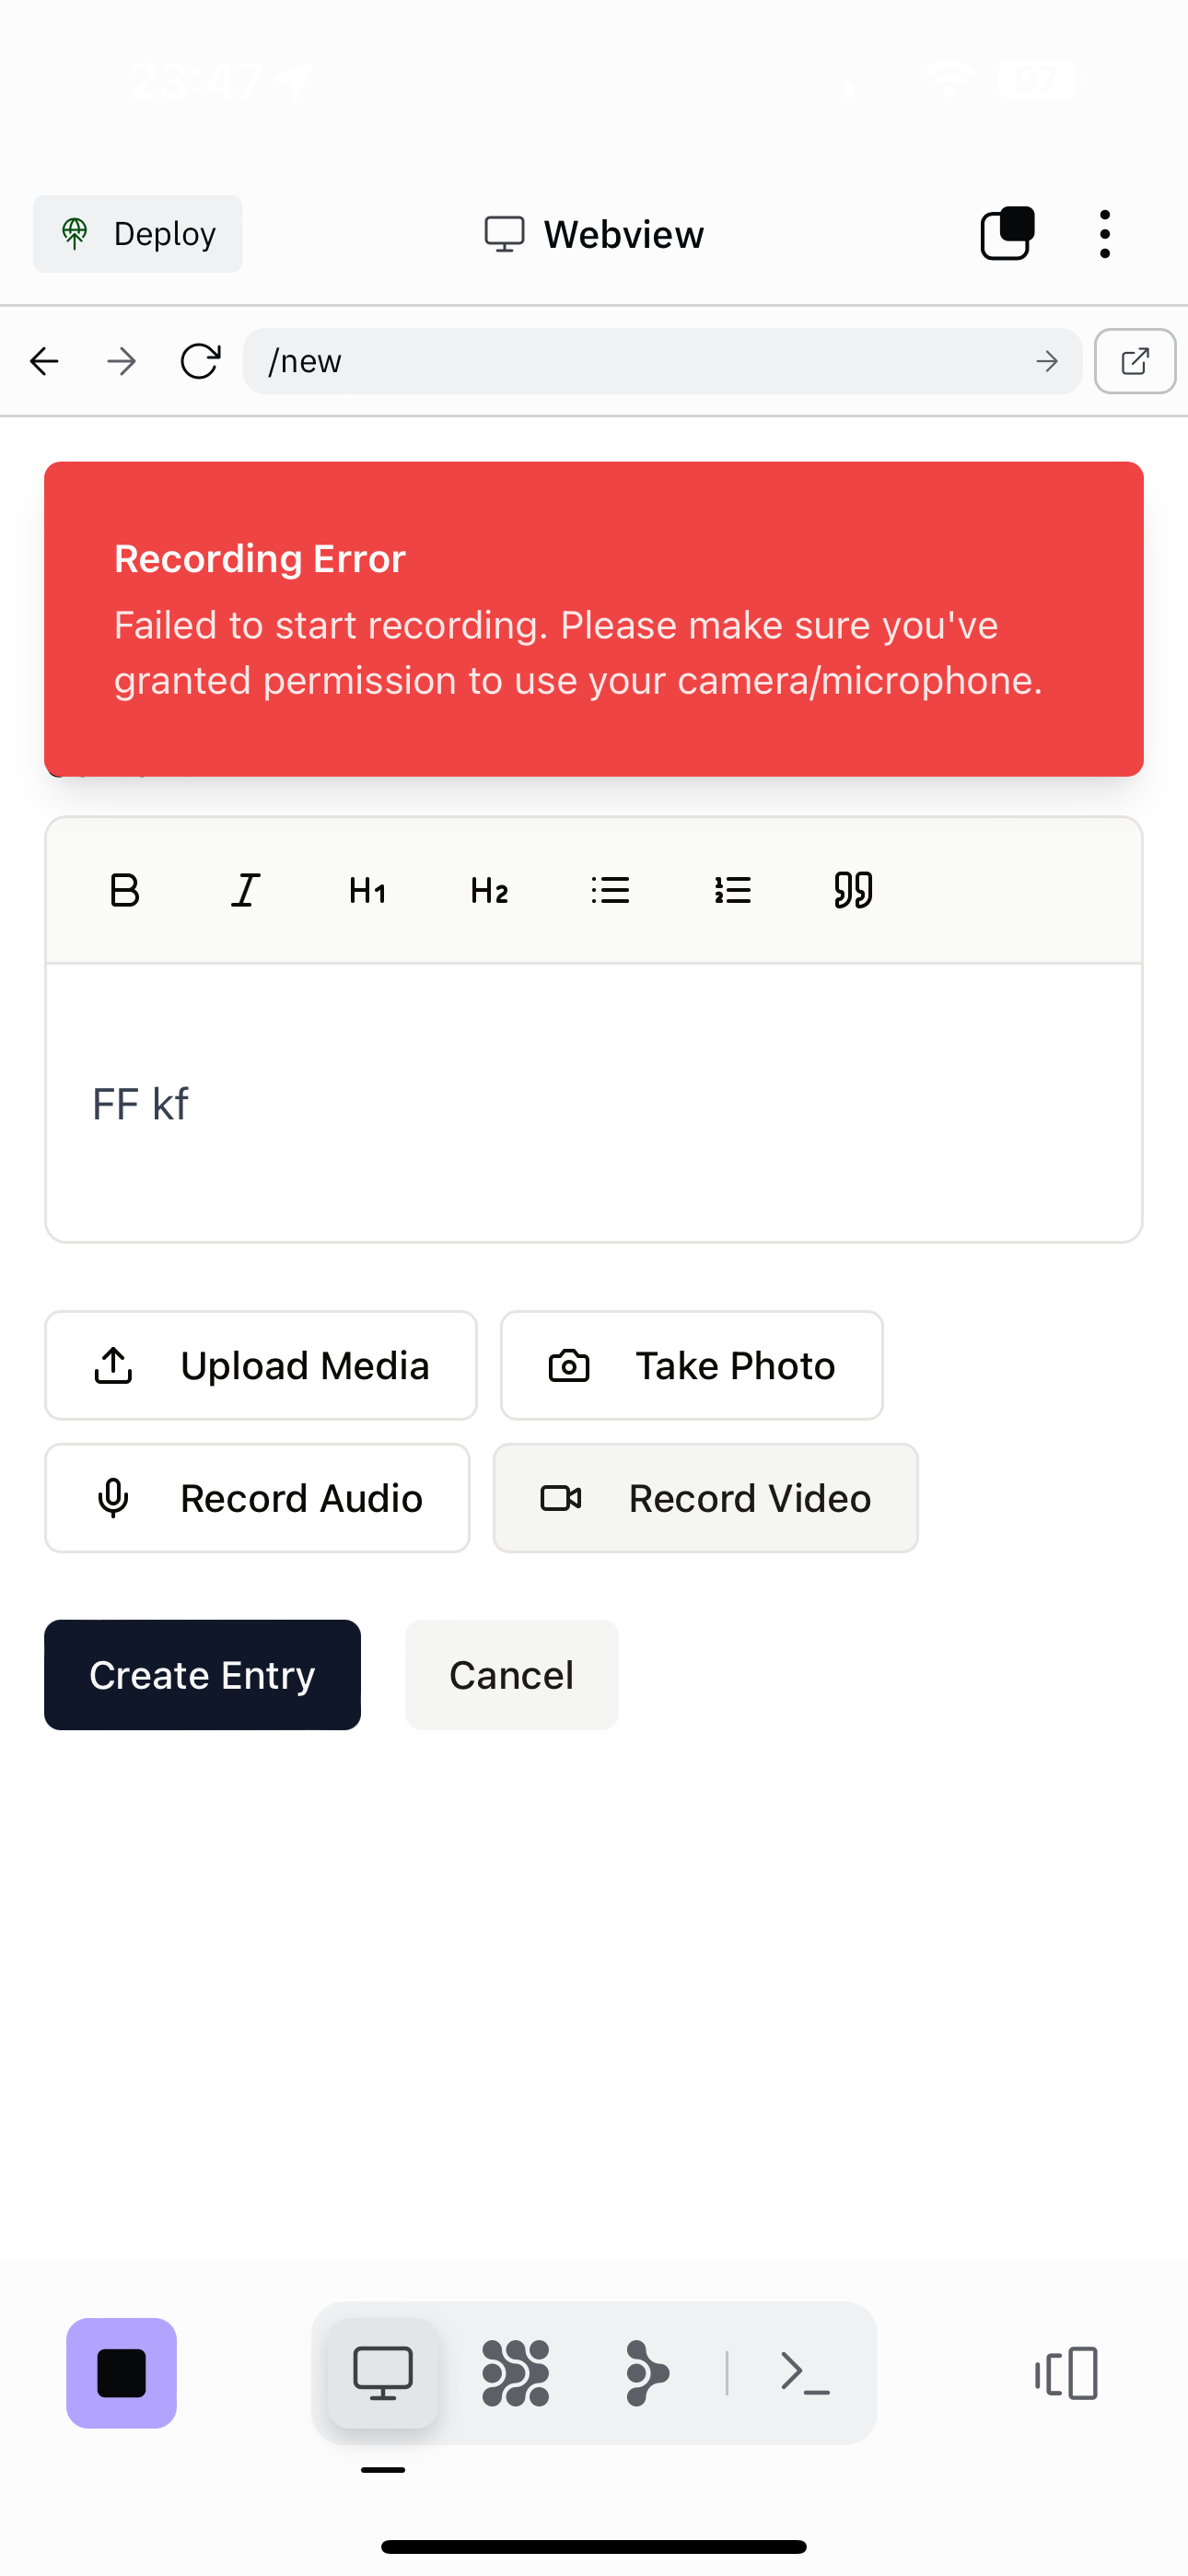 23:47
97
Deploy
Webview
/new
Recording Error
Failed to start recording. Please make sure you've
granted permission to use your camera/microphone.
B I H1 H2
FF kf
Upload Media
Take Photo
Record Audio
Record Video
Create Entry
Cancel